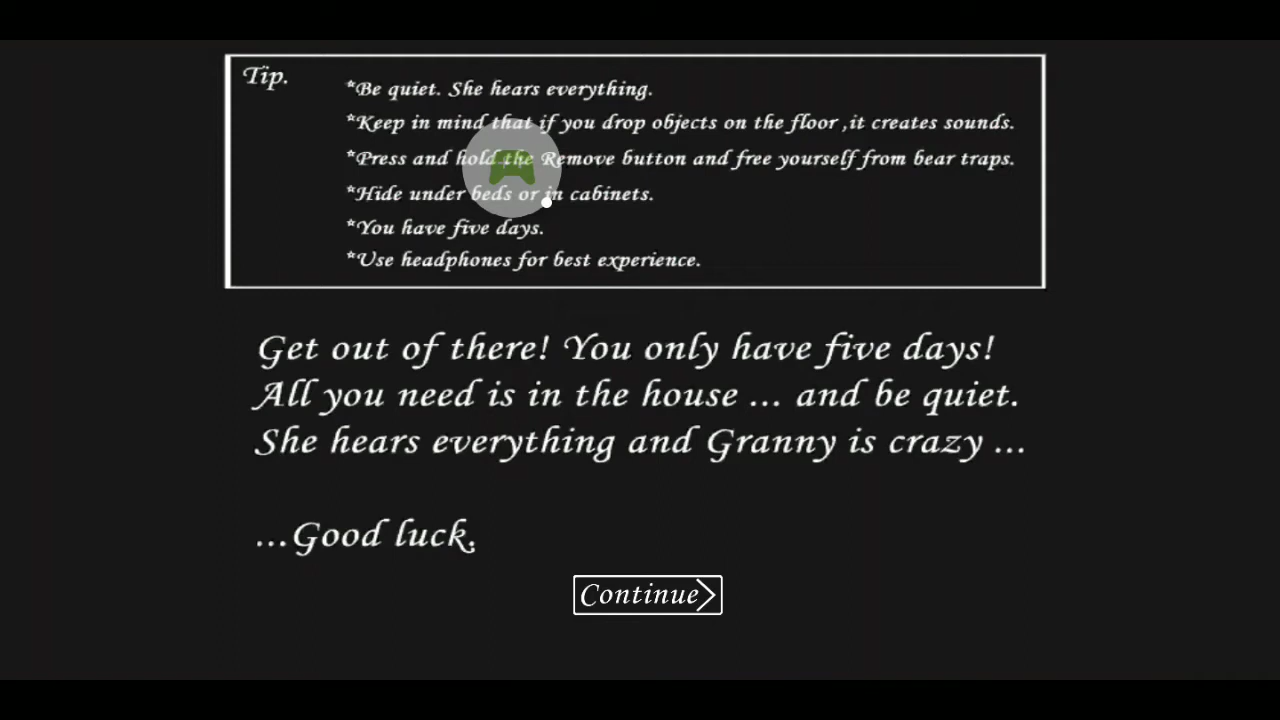 Tip.
*Be quiet. She hears everything.
*Keep in mind that if you drop objects on the floor ,it creates sounds.
*Press and hold the Remove button and free yourself from bear traps.
*Hide under beds or in cabinets.
*You have five days.
*Use headphones for best experience.
Get out of there! You only have five days!
All you need is in the house ... and be quiet.
She hears everything and Granny is crazy ...
...Good luck.
Continue